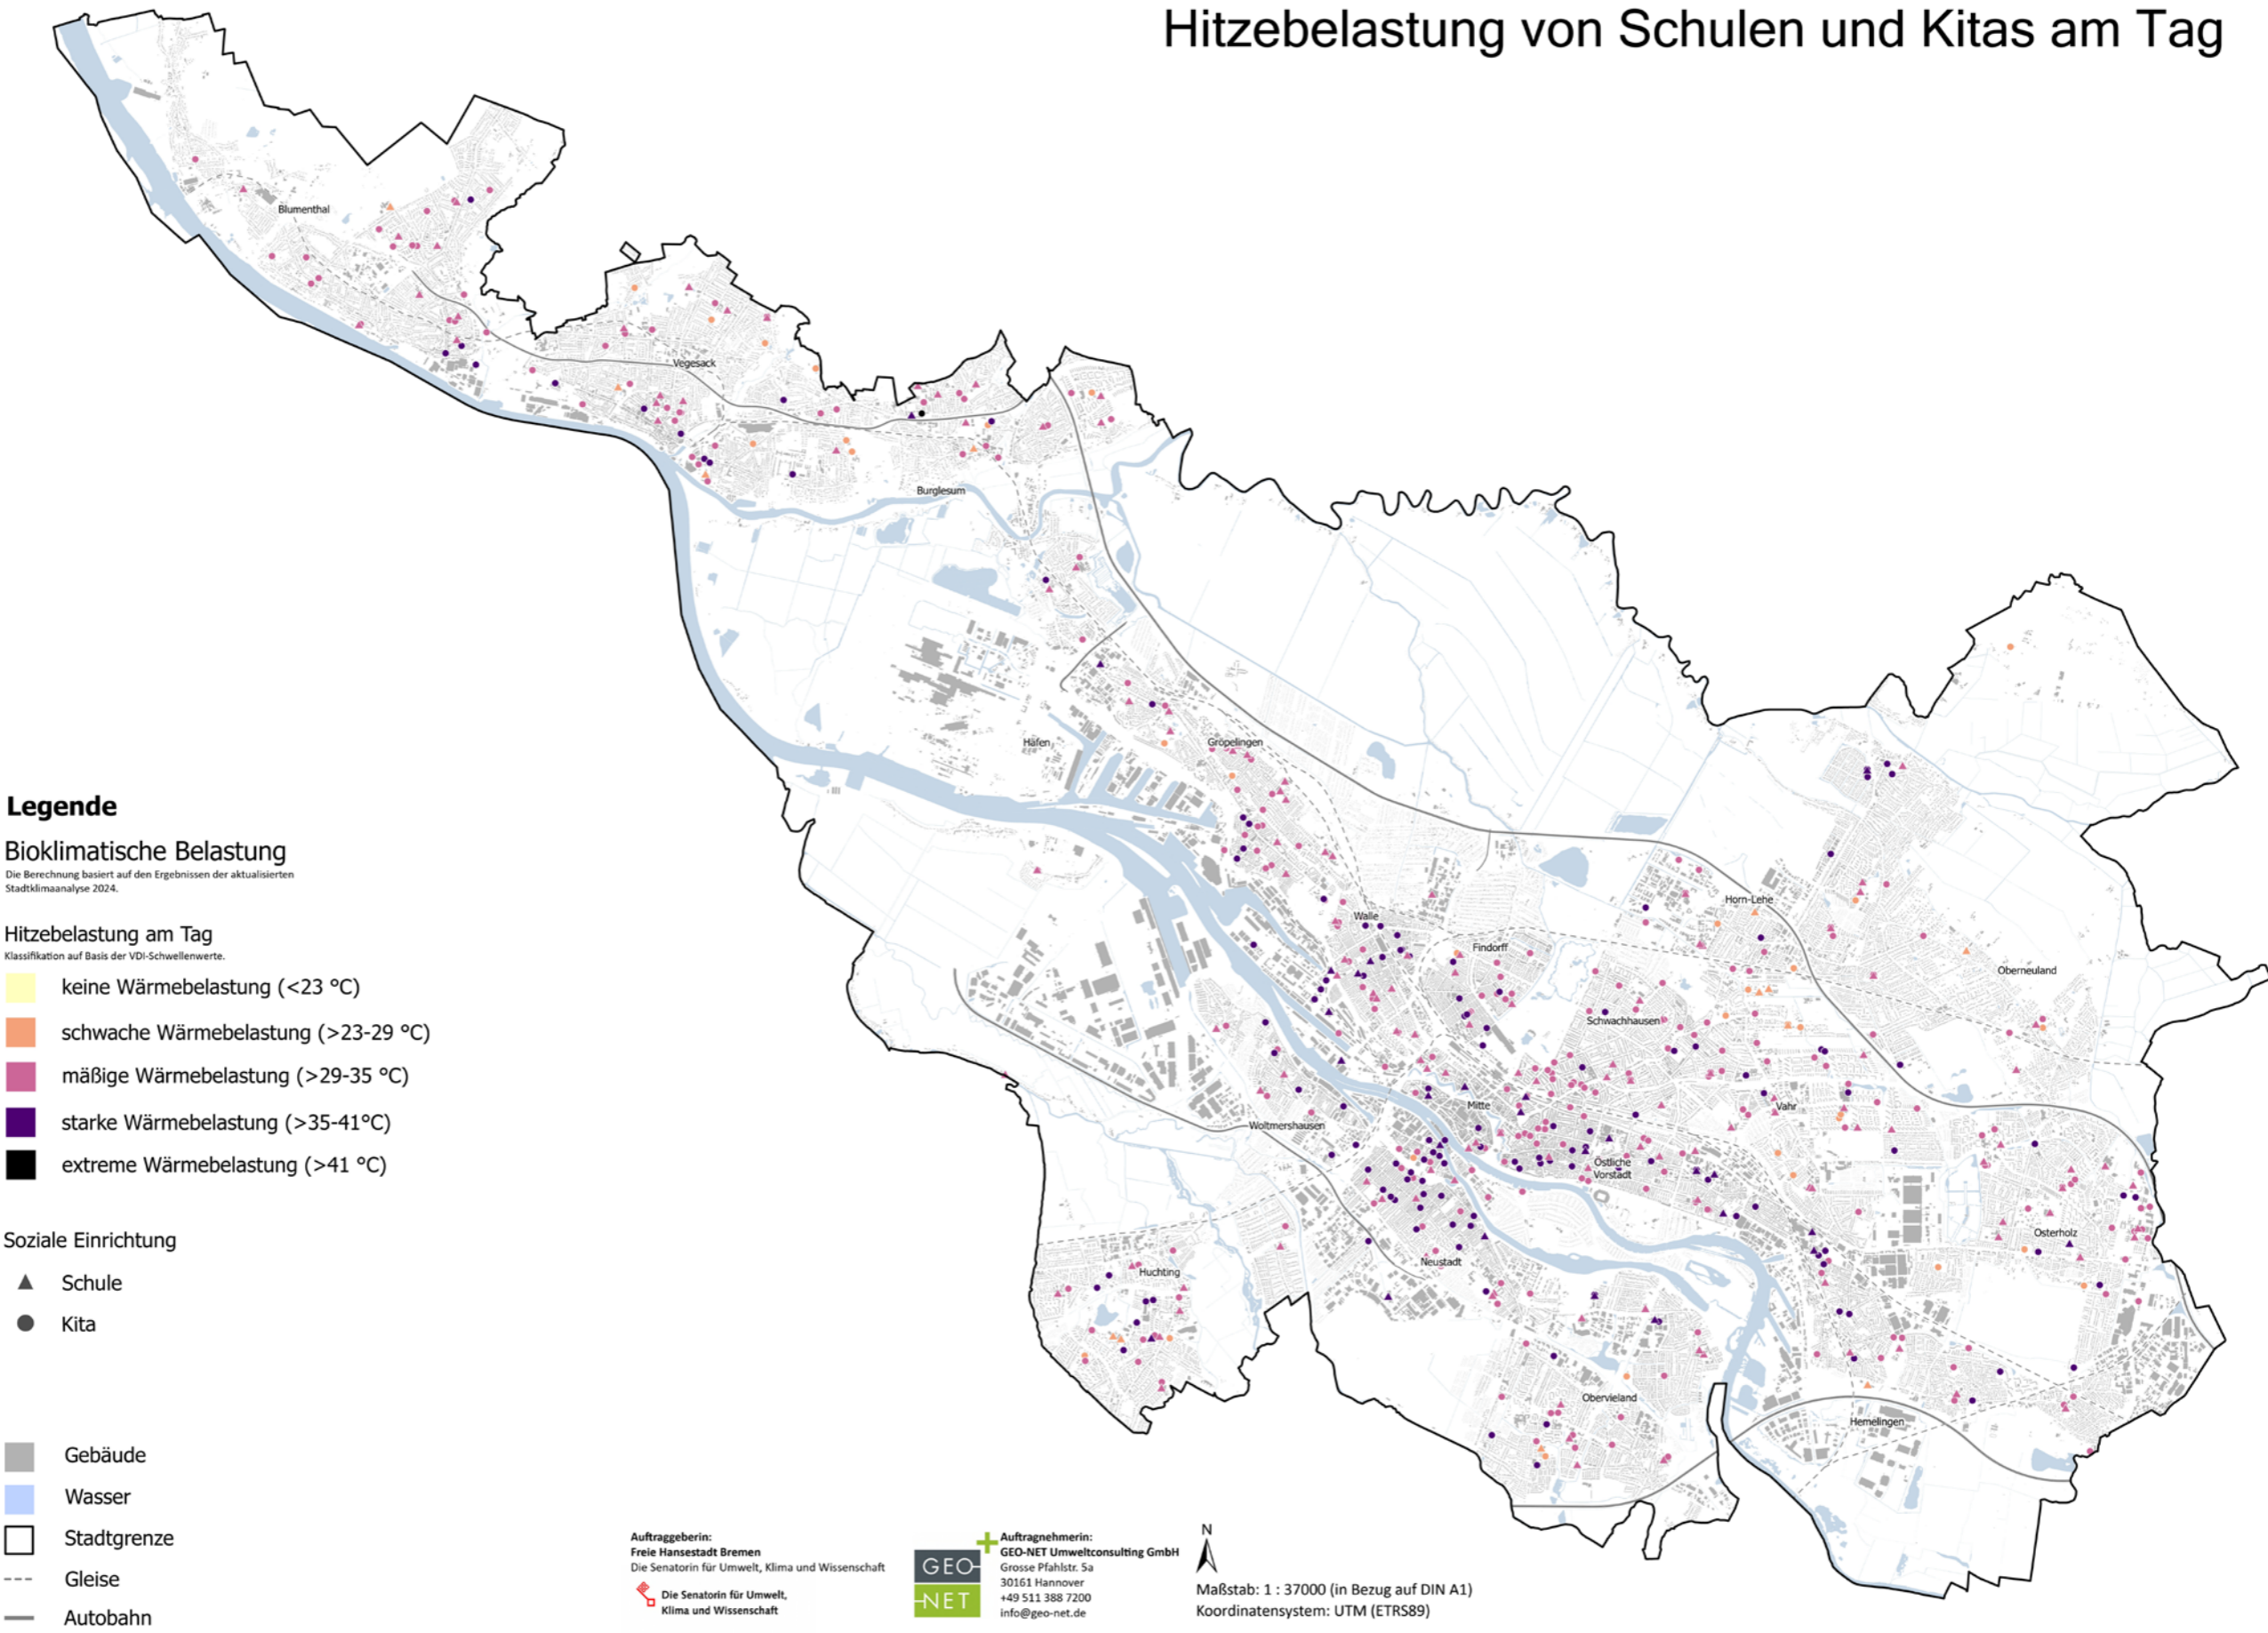 Hitzebelastung von Schulen und Kitas am Tag
Blumenthal
Vegesack
Burglesum
Häfen
Gröpelingen
Walle
Findorff
Horn-Lehe
Oberneuland
Schwachhausen
Mitte
Vahr
Woltmershausen
Östliche
Vorstadt
Osterholz
Neustadt
Huchting
Obervieland
Hemelingen
Legende
Bioklimatische Belastung
Die Berechnung basiert auf den Ergebnissen der aktualisierten
Stadtklimaanalyse 2024.
Hitzebelastung am Tag
Klassifikation auf Basis der VDI-Schwellenwerte.
keine Wärmebelastung (<23 °C)
schwache Wärmebelastung (>23-29 °C)
mäßige Wärmebelastung (>29-35 °C)
starke Wärmebelastung (>35-41°C)
extreme Wärmebelastung (>41 °C)
Soziale Einrichtung
Schule
Kita
Gebäude
Wasser
Stadtgrenze
Gleise
Autobahn
Auftraggeberin:
Freie Hansestadt Bremen
Die Senatorin für Umwelt, Klima und Wissenschaft
Die Senatorin für Umwelt,
Klima und Wissenschaft
GEO
NET
Auftragnehmerin:
GEO-NET Umweltconsulting GmbH
Grosse Pfahlstr. 5a
30161 Hannover
+49 511 388 7200
info@geo-net.de
N
Maßstab: 1 : 37000 (in Bezug auf DIN A1)
Koordinatensystem: UTM (ETRS89)